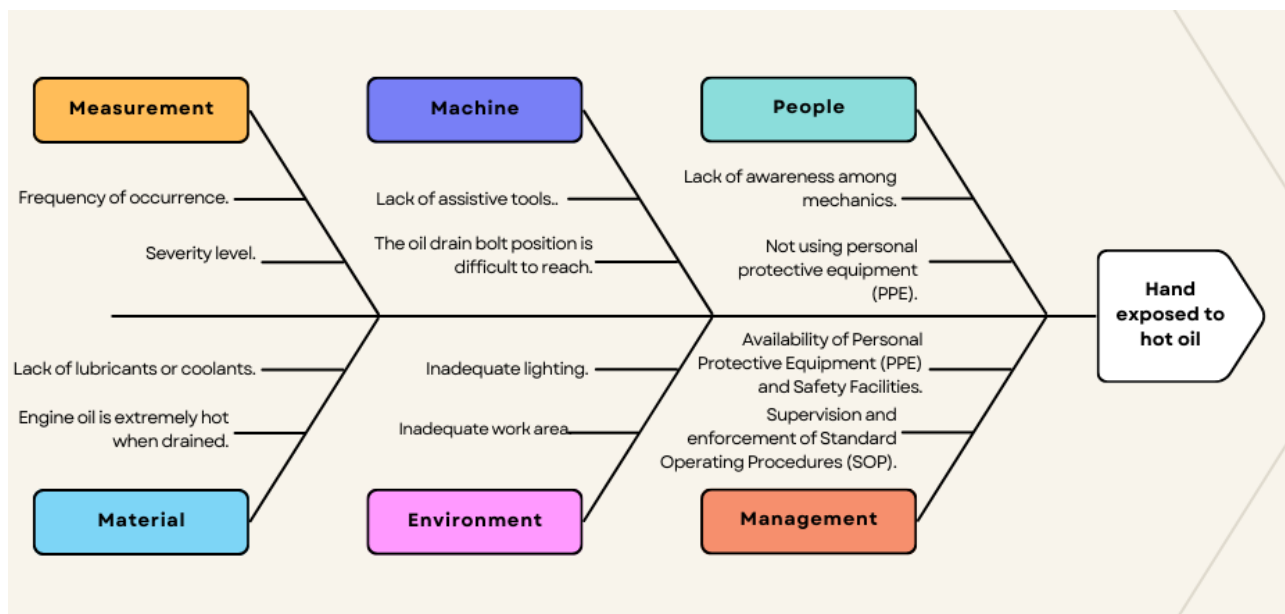 Measurement
Machine
People
Frequency of occurrence.
Severity level.
Lack of assistive tools..
The oil drain bolt position is
difficult to reach.
Lack of awareness among
mechanics.
Not using personal
protective equipment
(PPE).
Hand
exposed to
hot oil
Lack of lubricants or coolants.
Engine oil is extremely hot
when drained.
Inadequate lighting.
Inadequate work area.
Availability of Personal
Protective Equipment (PPE)
and Safety Facilities.
Supervision and
enforcement of Standard
Operating Procedures (SOP).
Material
Environment
Management